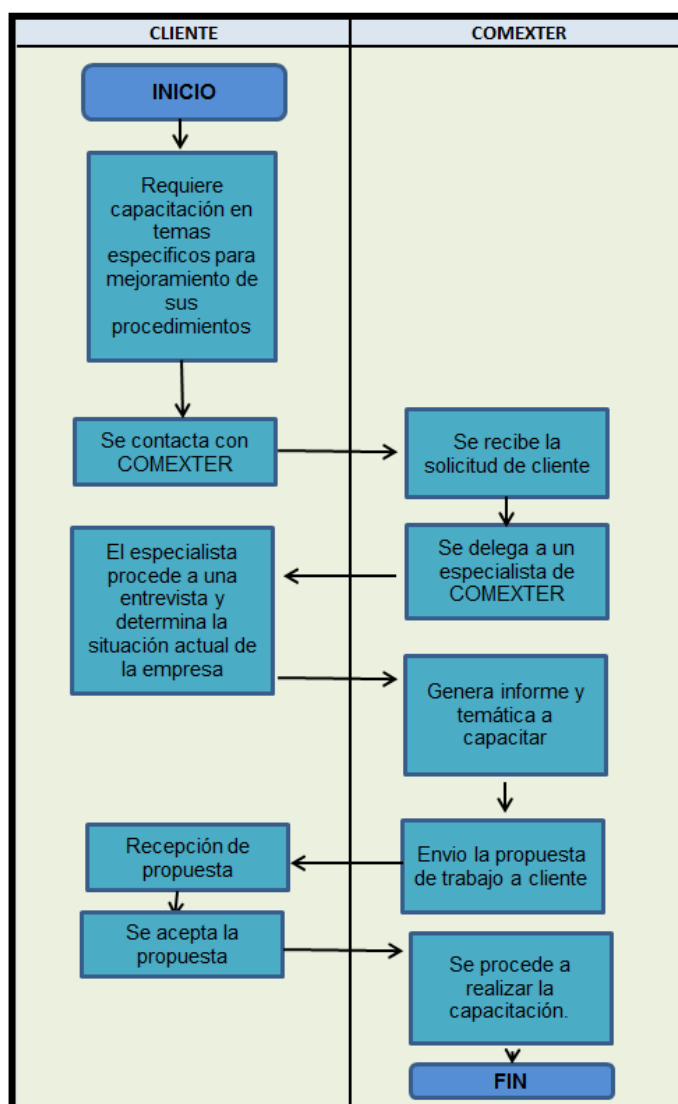 CLIENTE
COMEXTER
INICIO
Requiere
capacitación en
temas
especificos para
mejoramiento de
sus
procedimientos
Se contacta con
COMEXTER
Se recibe la
solicitud de cliente
Se delega a un
especialista de
COMEXTER
El especialista
procede a una
entrevista y
determina la
situación actual de
la empresa
Genera informe y
temática a
capacitar
Envio la propuesta
de trabajo a cliente
Recepción de
propuesta
Se acepta la
propuesta
Se procede a
realizar la
capacitación.
FIN